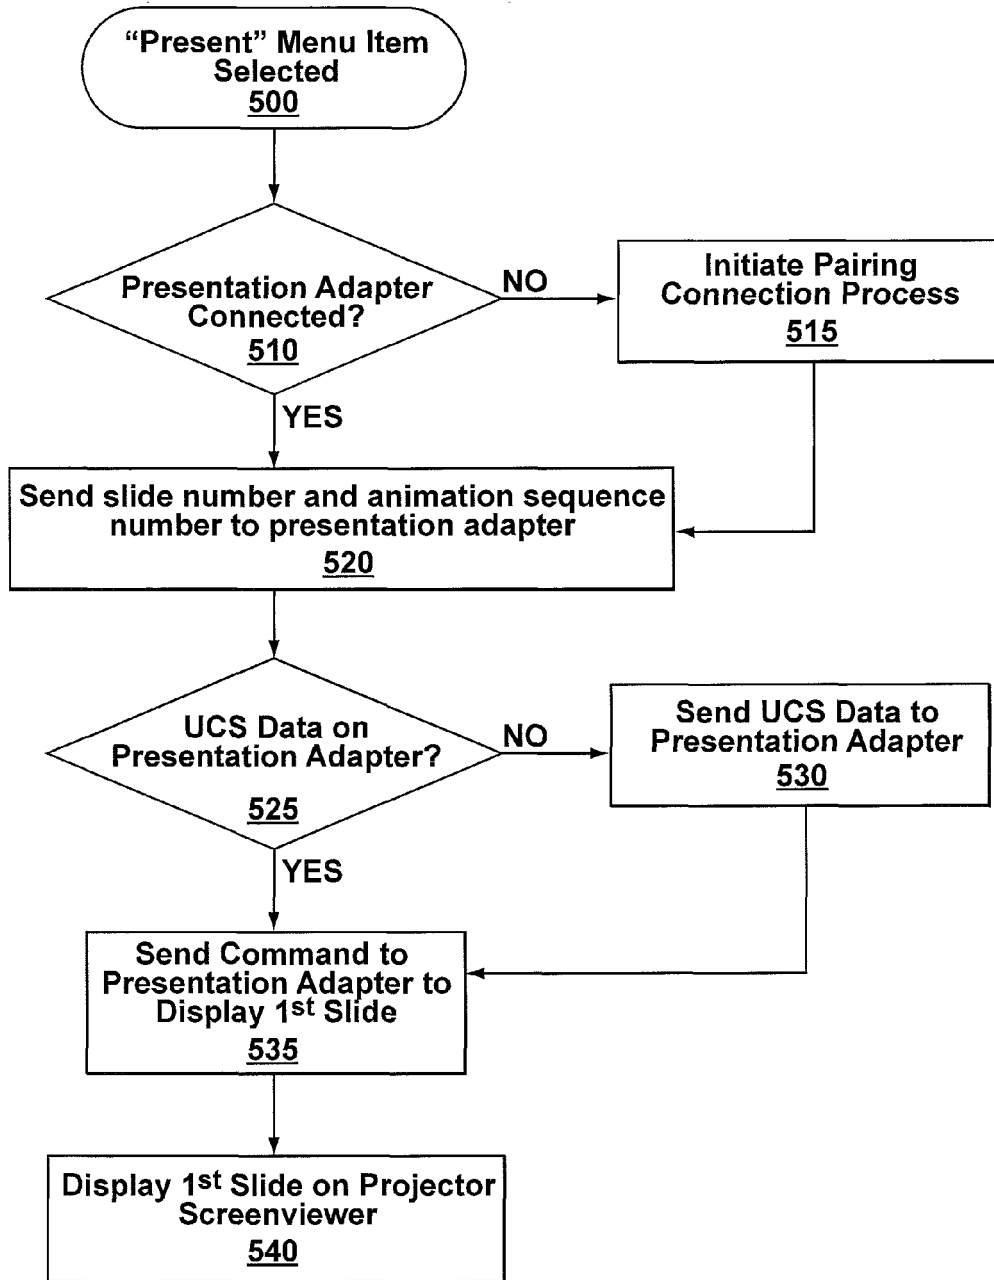 “Present” Menu Item
Selected
500
Presentation Adapter
Connected?
510
NO
Initiate Pairing
Connection Process
515
YES
Send slide number and animation sequence
number to presentation adapter
520
UCS Data on
Presentation Adapter?
525
NO
Send UCS Data to
Presentation Adapter
530
YES
Send Command to
Presentation Adapter to
Display 1st Slide
535
Display 1st Slide on Projector
Screenviewer
540